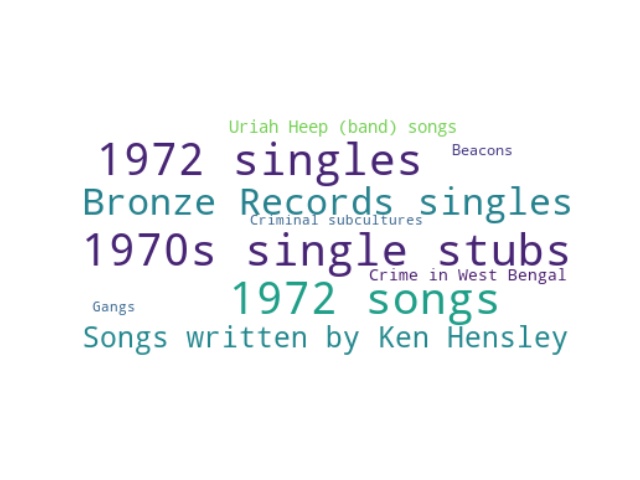 Uriah Heep (band) songs
1972 singles
Beacons
Bronze Records singles
Criminal subcultures
1970s single stubs
Crime in West Bengal
1972 songs
Gangs
Songs written by Ken Hensley